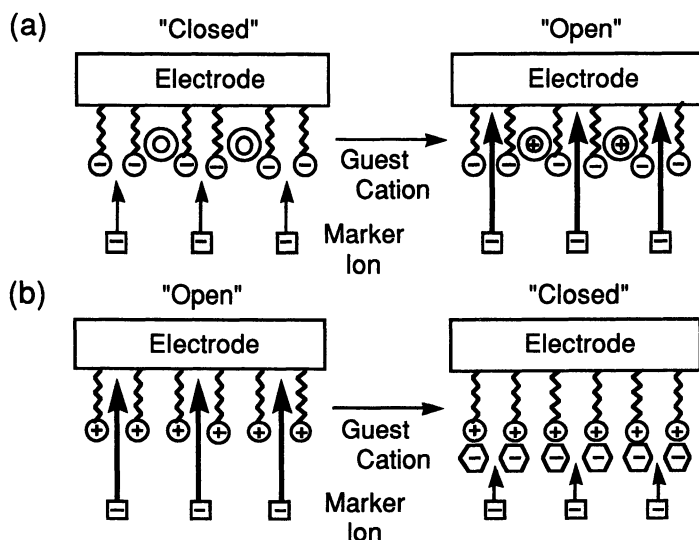 (a)
"Closed"
"Open"
Electrode
Electrode
Guest
Cation
Marker
Ion
(b)
"Open"
"Closed"
Electrode
Electrode
Guest
Cation
Marker
Ion